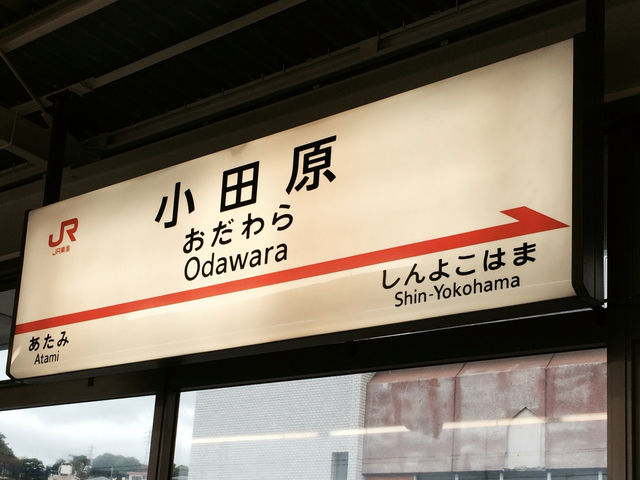 JR
JR東海
小田原
おだわら
Odawara
しんよこはま
Shin-Yokohama
あたみ
Atami